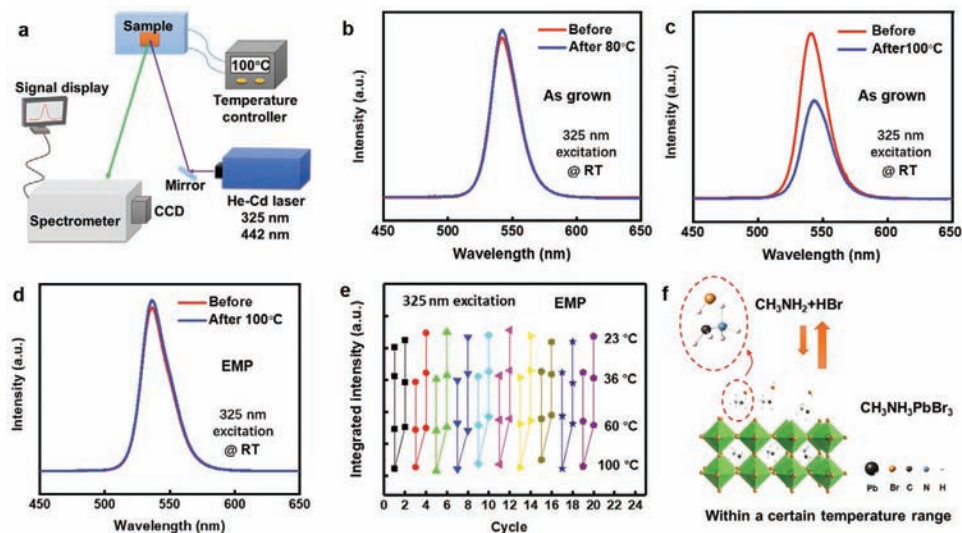 a
Sample
100°C
Signal display
Temperature
controller
Mirror
Spectrometer
CCD
He-Cd laser
325 nm
442 nm
b
Before
After 80°C
As grown
325 nm
excitation
@ RT
Intensity (a.u.)
450 500 550 600 650
Wavelength (nm)
c
Before
After100°C
As grown
325 nm
excitation
@ RT
Intensity (a.u.)
450 500 550 600 650
Wavelength (nm)
d
Before
After 100°C
EMP
325 nm
excitation
@ RT
Intensity (a.u.)
450 500 550 600 650
Wavelength (nm)
e
325 nm excitation EMP
23 °C
36 °C
60 °C
100 °C
Integrated intensity (a.u.)
0 2 4 6 8 10 12 14 16 18 20 22 24
Cycle
f
CH3NH2+HBr
CH3NH3PbBr3
Pb Br C N H
Within a certain temperature range